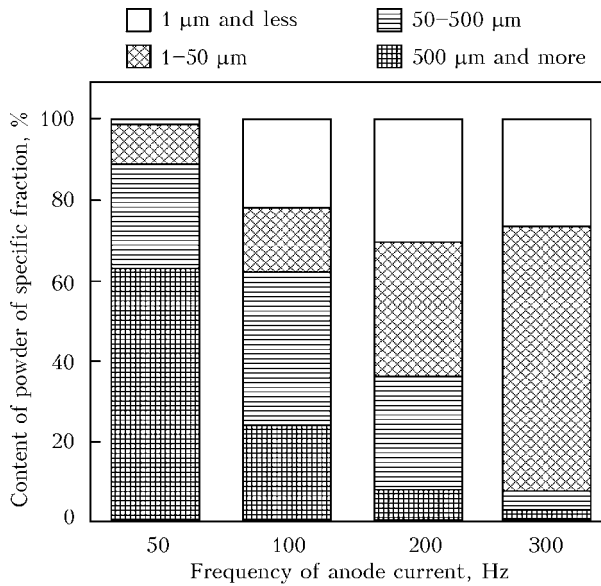 1 μm and less
50–500 μm
1–50 μm
500 μm and more
Content of powder of specific fraction, %
100
80
60
40
20
0
50
100
200
300
Frequency of anode current, Hz